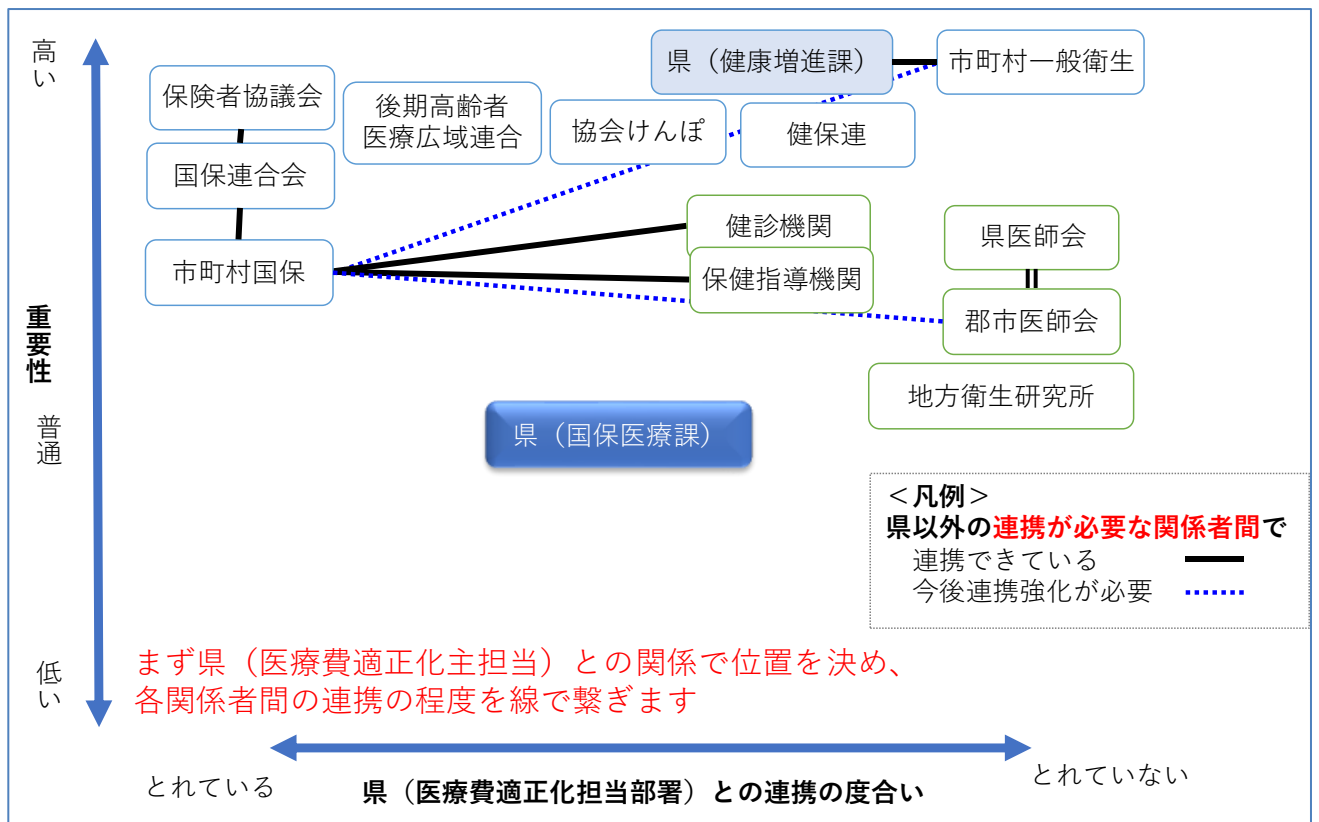 高い
県（健康増進課）
市町村一般衛生
保険者協議会
後期高齢者
医療広域連合
協会けんぽ
健保連
国保連合会
健診機関
県医師会
市町村国保
保健指導機関
郡市医師会
重要性
地方衛生研究所
普通
県（国保医療課）
＜凡例＞
県以外の連携が必要な関係者間で
連携できている
今後連携強化が必要
低い
まず県（医療費適正化主担当）との関係で位置を決め、
各関係者間の連携の程度を線で繋ぎます
とれている
県（医療費適正化担当部署）との連携の度合い
とれていない